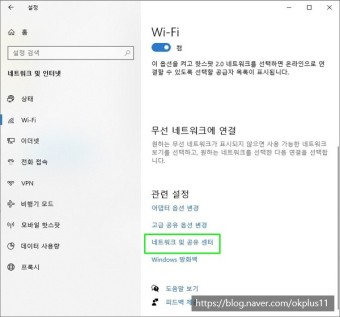 설정
홈
설정 검색
네트워크 및 인터넷
상태
Wi-Fi
이더넷
전화 접속
VPN
비행기 모드
모바일 핫스팟
데이터 사용량
프록시
Wi-Fi
켬
이 옵션을 켜고 핫스팟 2.0 네트워크를 선택하면 온라인으로 연
결할 수 있도록 선택할 공급자 목록이 표시됩니다.
무선 네트워크에 연결
원하는 무선 네트워크가 표시되지 않으면 사용 가능한 네트워크
보기를 선택하고, 원하는 네트워크를 선택한 다음 연결을 선택합
니다.
관련 설정
어댑터 옵션 변경
고급 공유 옵션 변경
네트워크 및 공유 센터
Windows 방화벽
도움말 보기
피드백
https://blog.naver.com/okplus11